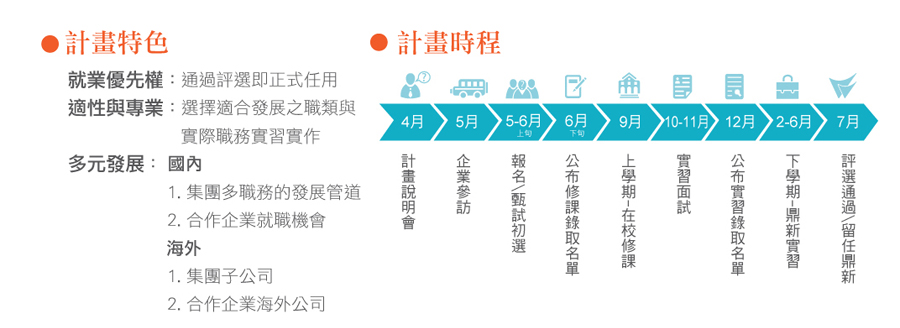 計畫特色
就業優先權：通過評選即正式任用
適性與專業：選擇適合發展之職類與
實際職務實習實作
多元發展： 國內
1. 集團多職務的發展管道
2. 合作企業就職機會
海外
1. 集團子公司
2. 合作企業海外公司
計畫時程
4月
計畫說明會
5月
企業參訪
5-6月
上旬
報名/甄試初選
6月
下旬
公布修課錄取名單
9月
上學期-在校修課
10-11月
實習面試
12月
公布實習錄取名單
2-6月
下學期-鼎新實習
7月
評選通過/留任鼎新